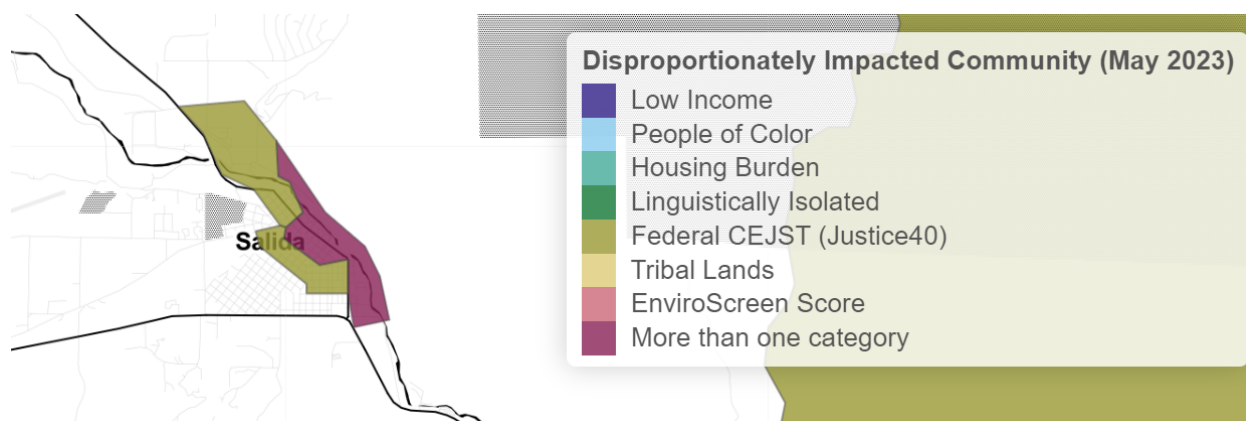 Disproportionately Impacted Community (May 2023)
Low Income
People of Color
Housing Burden
Linguistically Isolated
Federal CEJST (Justice40)
Tribal Lands
EnviroScreen Score
More than one category
Salida